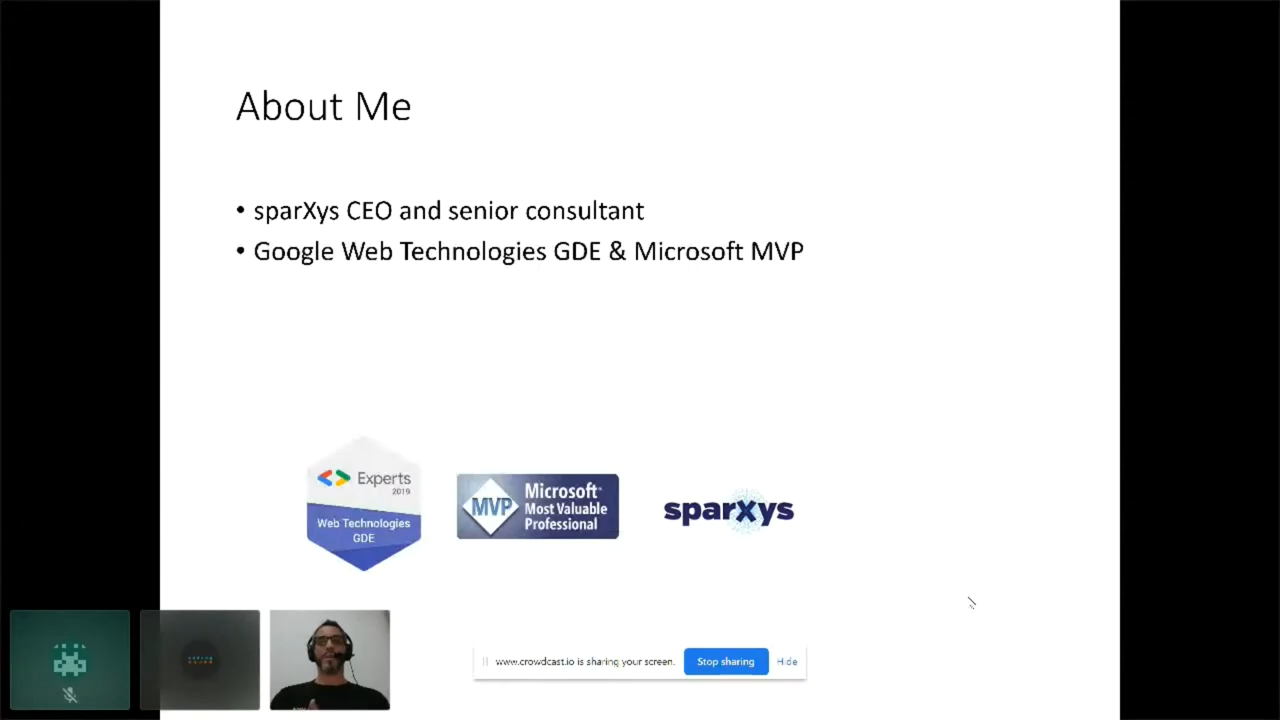 About Me
• sparXys CEO and senior consultant
• Google Web Technologies GDE & Microsoft MVP
Experts
2019
Web Technologies
GDE
MVP
Microsoft®
Most Valuable
Professional
sparxys
www.crowdcast.io is sharing your screen.
Stop sharing
Hide